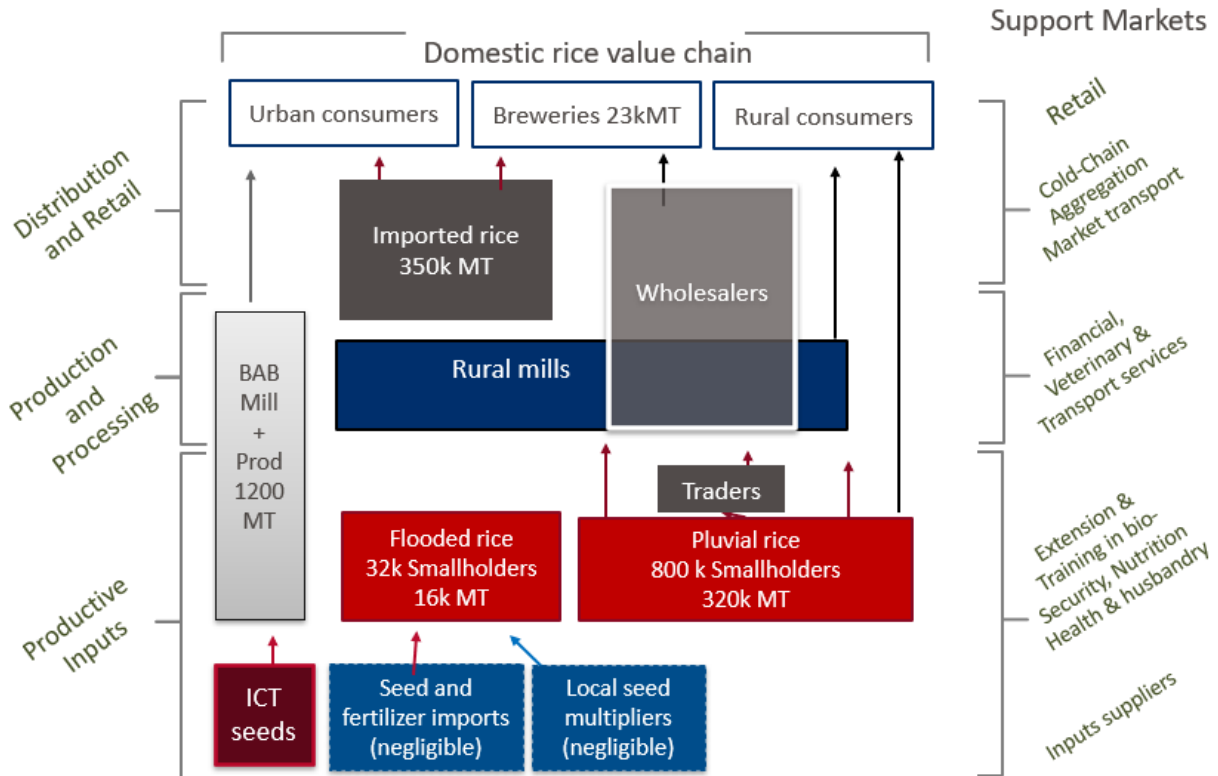 Support Markets
Domestic rice value chain
Urban consumers
Breweries 23kMT
Rural consumers
Retail
Distribution
and Retail
Cold-Chain
Aggregation
Market transport
Imported rice
350k MT
Wholesalers
Production
and
Processing
BAB
Mill
+
Prod
1200
MT
Rural mills
Financial,
Veterinary &
Transport services
Traders
Productive
Inputs
Flooded rice
32k Smallholders
16k MT
Pluvial rice
800 k Smallholders
320k MT
Extension &
Training in bio-
Security, Nutrition
Health & husbandry
ICT
seeds
Seed and
fertilizer imports
(negligible)
Local seed
multipliers
(negligible)
Inputs suppliers